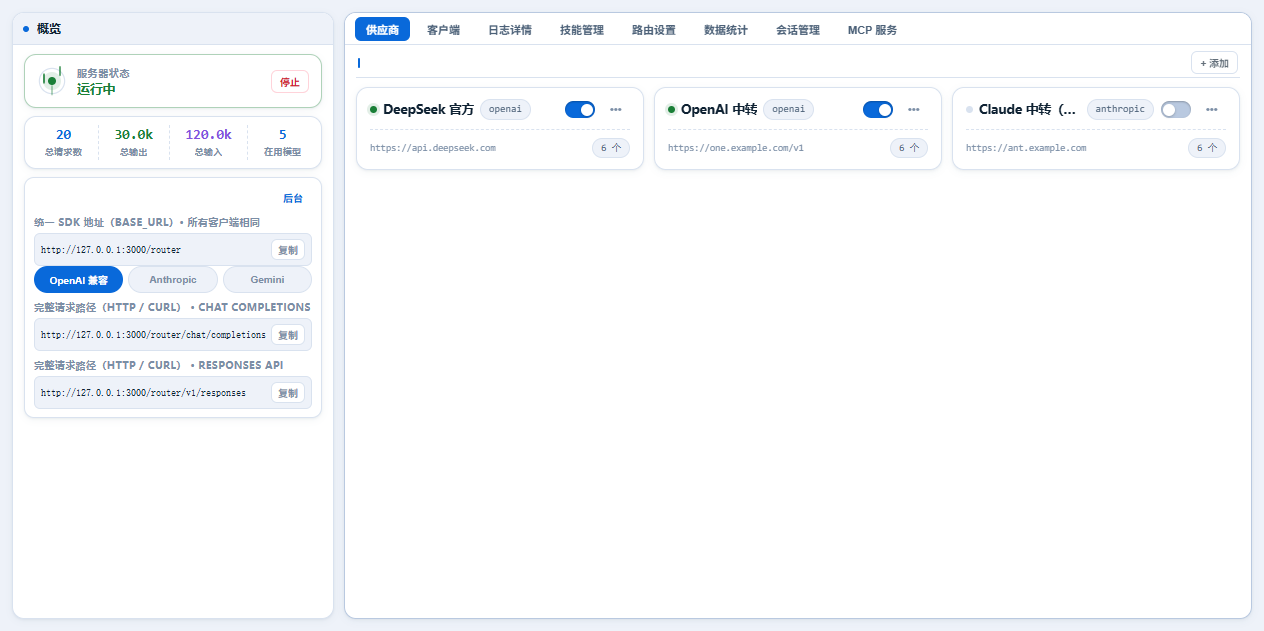 概览
服务器状态
运行中
停止
20 30.0k 120.0k 5
总请求数 总输出 总输入 在用模型
后台
统一 SDK 地址（BASE_URL）• 所有客户端相同
http://127.0.0.1:3000/router 复制
OpenAI 兼容 Anthropic Gemini
完整请求路径（HTTP / CURL） • CHAT COMPLETIONS
http://127.0.0.1:3000/router/chat/completions 复制
完整请求路径（HTTP / CURL） • RESPONSES API
http://127.0.0.1:3000/router/v1/responses 复制
供应商 客户端 日志详情 技能管理 路由设置 数据统计 会话管理 MCP 服务
+ 添加
DeepSeek 官方 openai •••
https://api.deepseek.com 6 个
OpenAI 中转 openai •••
https://one.example.com/v1 6 个
Claude 中转（... anthropic •••
https://ant.example.com 6 个